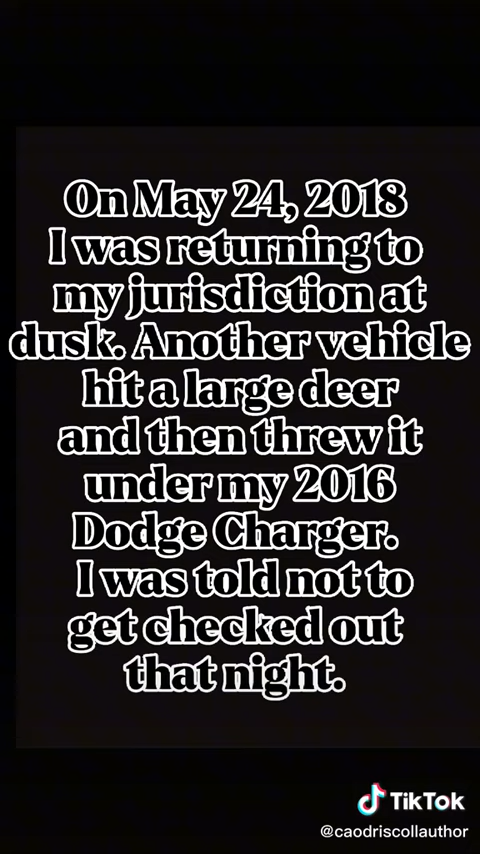 On May 24, 2018
I was returning to
my jurisdiction at
dusk. Another vehicle
hit a large deer
and then threw it
under my 2016
Dodge Charger.
I was told not to
get checked out
that night.
TikTok
@caodriscollauthor